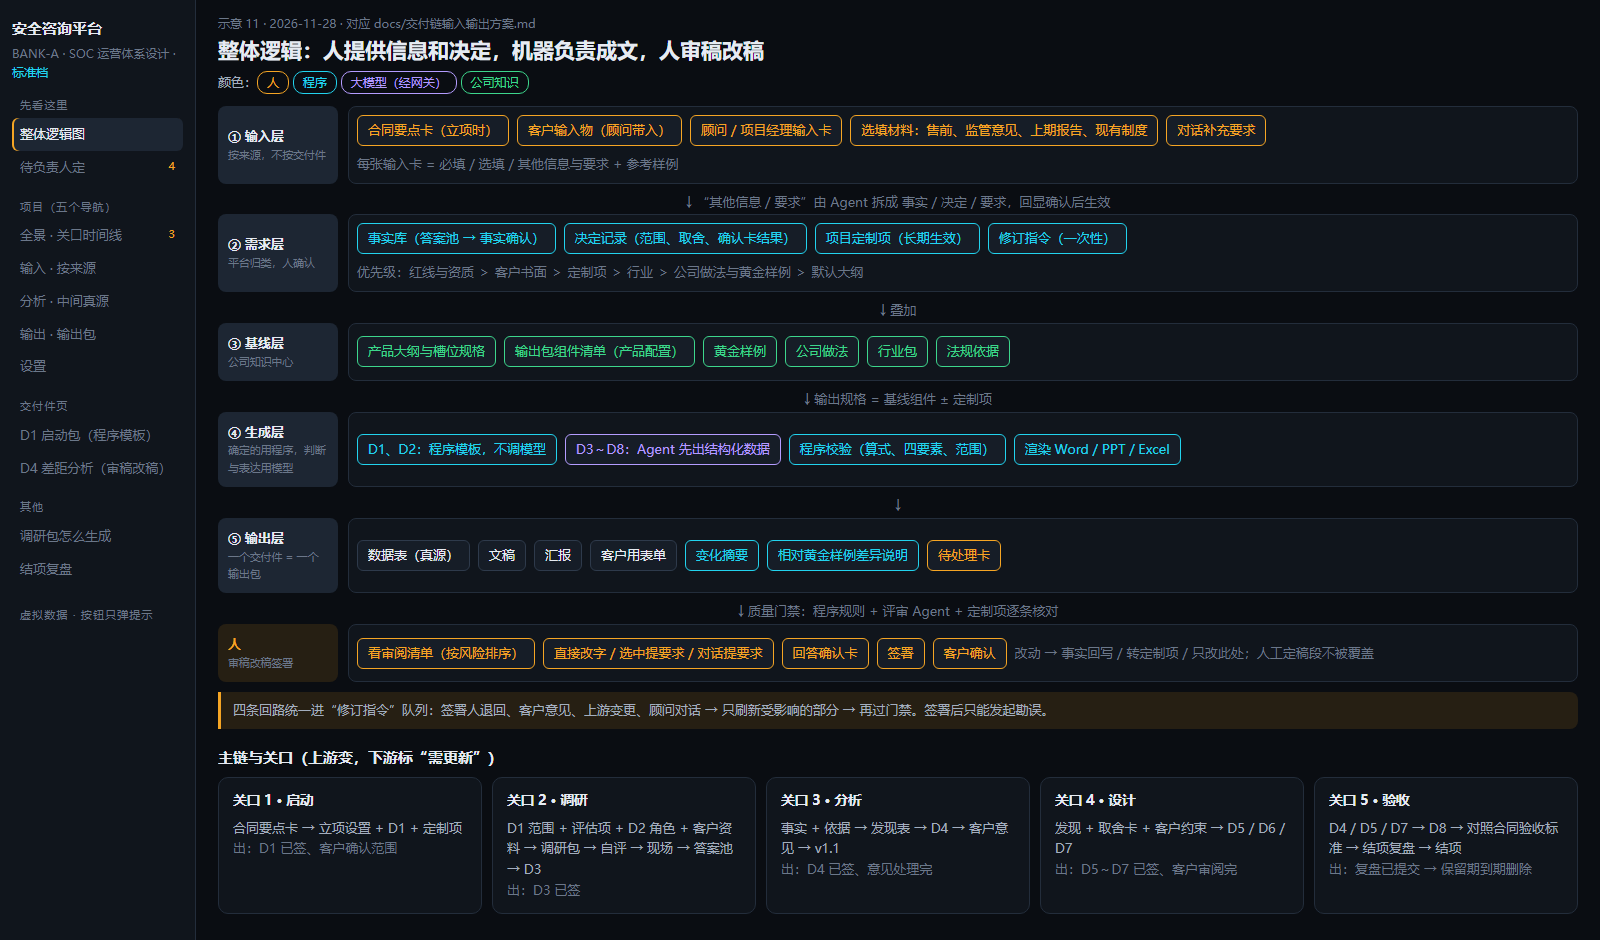 安全咨询平台
BANK-A · SOC 运营体系设计 ·
标准档
先看这里
整体逻辑图
待负责人定 4
项目（五个导航）
全景 · 关口时间线 3
输入 · 按来源
分析 · 中间真源
输出 · 输出包
设置
交付件页
D1 启动包（程序模板）
D4 差距分析（审稿改稿）
其他
调研包怎么生成
结项复盘
虚拟数据 · 按钮只弹提示
示意 11 · 2026-11-28 · 对应 docs/交付链输入输出方案.md
整体逻辑：人提供信息和决定，机器负责成文，人审稿改稿
颜色： 人 程序 大模型（经网关） 公司知识
① 输入层
按来源，不按交付件
合同要点卡（立项时） 客户输入物（顾问带入） 顾问 / 项目经理输入卡 选填材料：售前、监管意见、上期报告、现有制度 对话补充要求
每张输入卡 = 必填 / 选填 / 其他信息与要求 + 参考样例
↓ “其他信息 / 要求” 由 Agent 拆成 事实 / 决定 / 要求，回显确认后生效
② 需求层
平台归类，人确认
事实库（答案池 → 事实确认） 决定记录（范围、取舍、确认卡结果） 项目定制项（长期生效） 修订指令（一次性）
优先级：红线与资质 > 客户书面 > 定制项 > 行业 > 公司做法与黄金样例 > 默认大纲
↓ 叠加
③ 基线层
公司知识中心
产品大纲与槽位规格 输出包组件清单（产品配置） 黄金样例 公司做法 行业包 法规依据
↓ 输出规格 = 基线组件 ± 定制项
④ 生成层
确定的用程序，判断
与表达用模型
D1、D2：程序模板，不调模型 D3～D8：Agent 先出结构化数据 程序校验（算式、四要素、范围） 渲染 Word / PPT / Excel
↓
⑤ 输出层
一个交付件 = 一个
输出包
数据表（真源） 文稿 汇报 客户用表单 变化摘要 相对黄金样例差异说明 待处理卡
↓ 质量门禁：程序规则 + 评审 Agent + 定制项逐条核对
人
审稿改稿签署
看审阅清单（按风险排序） 直接改字 / 选中提要求 / 对话提要求 回答确认卡 签署 客户确认 改动 → 事实回写 / 转定制项 / 只改此处；人工定稿段不被覆盖
四条回路统一进 “修订指令” 队列：签署人退回、客户意见、上游变更、顾问对话 → 只刷新受影响的部分 → 再过门禁。签署后只能发起勘误。
主链与关口（上游变，下游标 “需更新” ）
关口 1 • 启动
合同要点卡 → 立项设置 + D1 + 定制项
出：D1 已签、客户确认范围
关口 2 • 调研
D1 范围 + 评估项 + D2 角色 + 客户资
料 → 调研包 → 自评 → 现场 → 答案池
→ D3
出：D3 已签
关口 3 • 分析
事实 + 依据 → 发现表 → D4 → 客户意
见 → v1.1
出：D4 已签、意见处理完
关口 4 • 设计
发现 + 取舍卡 + 客户约束 → D5 / D6 /
D7
出：D5～D7 已签、客户审阅完
关口 5 • 验收
D4 / D5 / D7 → D8 → 对照合同验收标
准 → 结项复盘 → 结项
出：复盘已提交 → 保留期到期删除